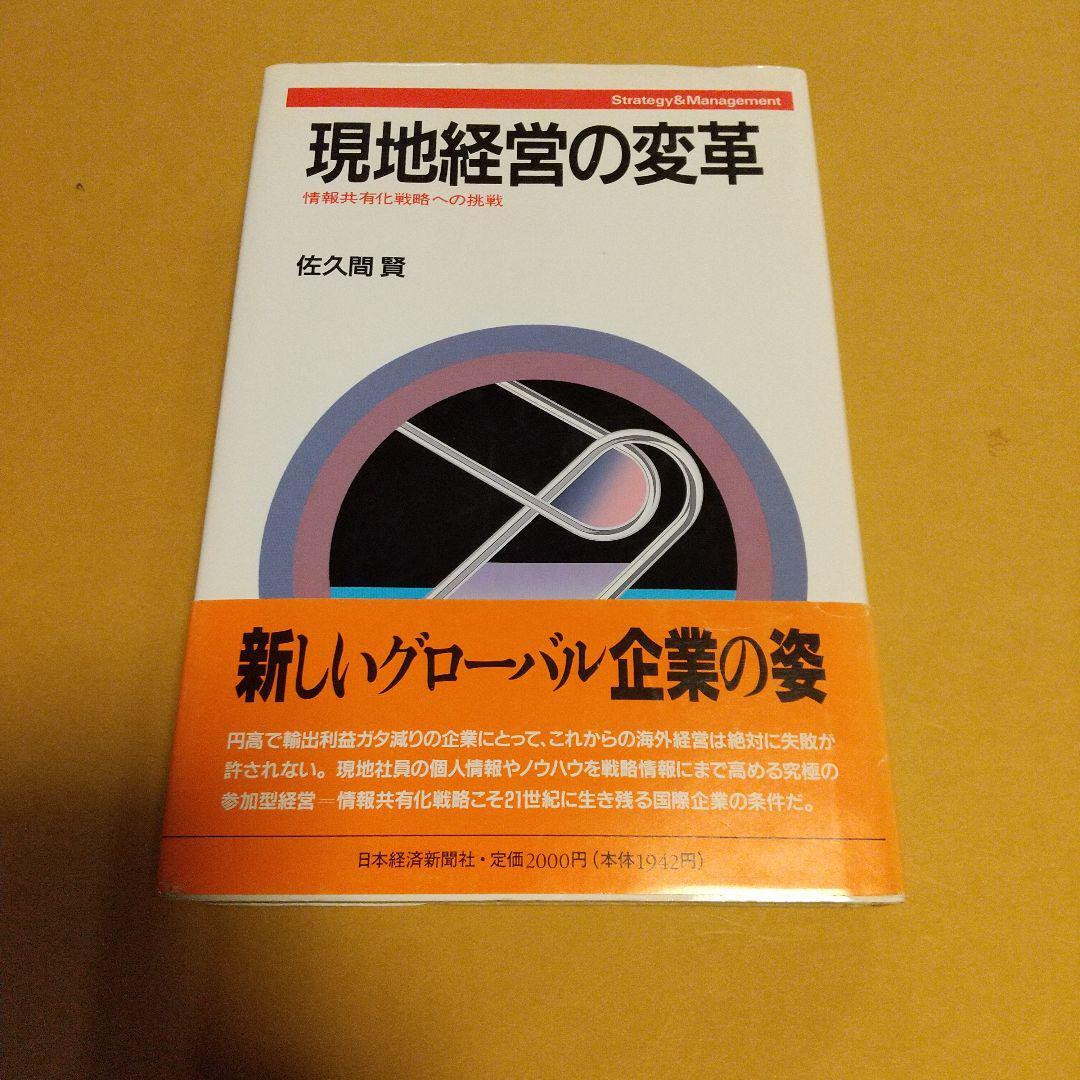 Strategy&Management
現地経営の変革
情報共有化戦略への挑戦
佐久間 賢
新しいグローバル企業の姿
円高で輸出利益ガタ減りの企業にとって、これからの海外経営は絶対に失敗が
許されない。現地社員の個人情報やノウハウを戦略情報にまで高める究極の
参加型経営＝情報共有化戦略こそ21世紀に生き残る国際企業の条件だ。
日本経済新聞社・定価2000円(本体1942円)